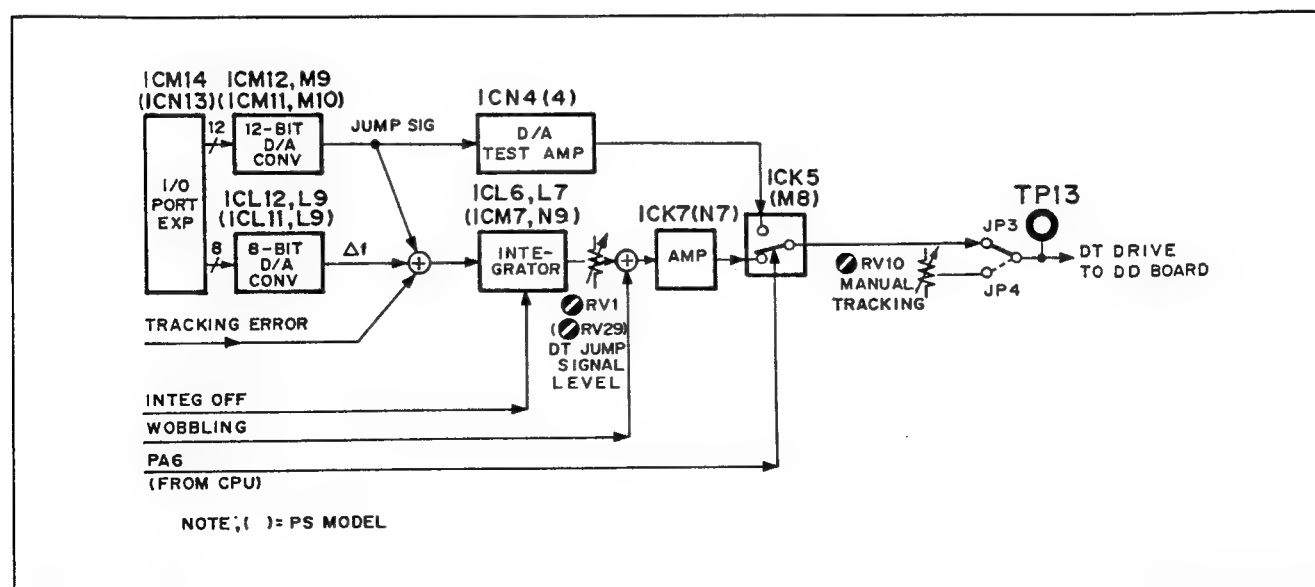 ICM14
(ICN13)
ICM12, M9
(ICM11, M10)
12
12-BIT
D/A
CONV
JUMP SIG
ICN4(4)
D/A
TEST AMP
I/O
PORT
EXP
ICL12, L9
(ICL11, L9)
8
8-BIT
D/A
CONV
Δf
ICL6, L7
(ICM7, N9)
INTE-
GRATOR
ICK7(N7)
AMP
ICK5
(M8)
TP13
JP3
DT DRIVE
TO DD BOARD
JP4
RV10
MANUAL
TRACKING
RV1
(RV29)
DT JUMP
SIGNAL
LEVEL
TRACKING ERROR
INTEG OFF
WOBBLING
PA6
(FROM CPU)
NOTE;( )= PS MODEL